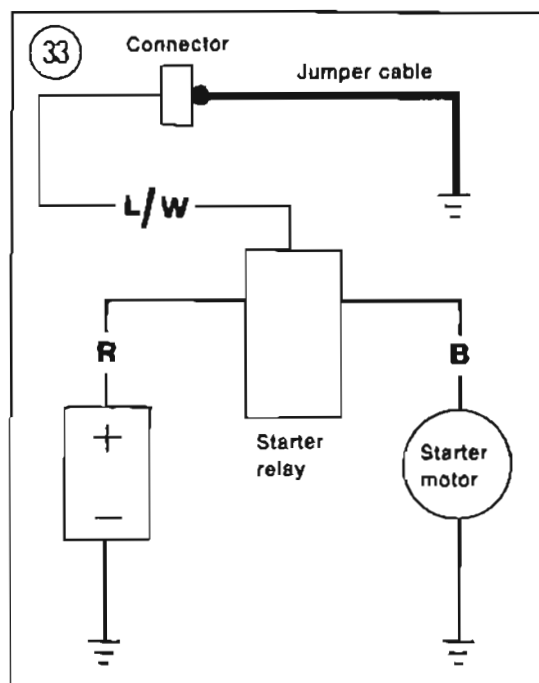 33
Connector
Jumper cable
L/W
R
B
+
−
Starter
relay
Starter
motor